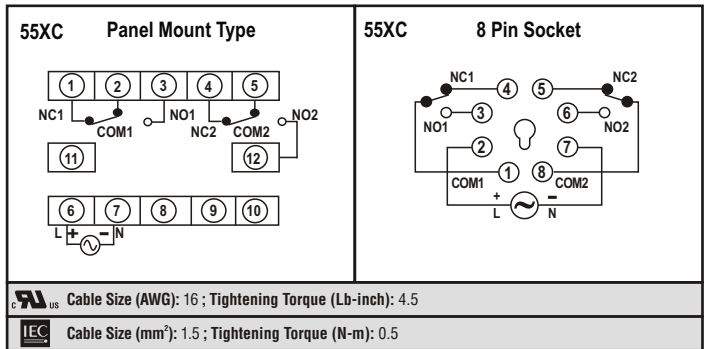 55XC Panel Mount Type
1 2 3 4 5
NC1 COM1 NO1 NC2 COM2 NO2
11 12
6 7 8 9 10
L + - N
55XC 8 Pin Socket
NC1 4 5 NC2
NO1 3 6 NO2
2 7
COM1 1 8 COM2
+ -
L N
c RU US Cable Size (AWG): 16 ; Tightening Torque (Lb-inch): 4.5
IEC Cable Size (mm²): 1.5 ; Tightening Torque (N-m): 0.5